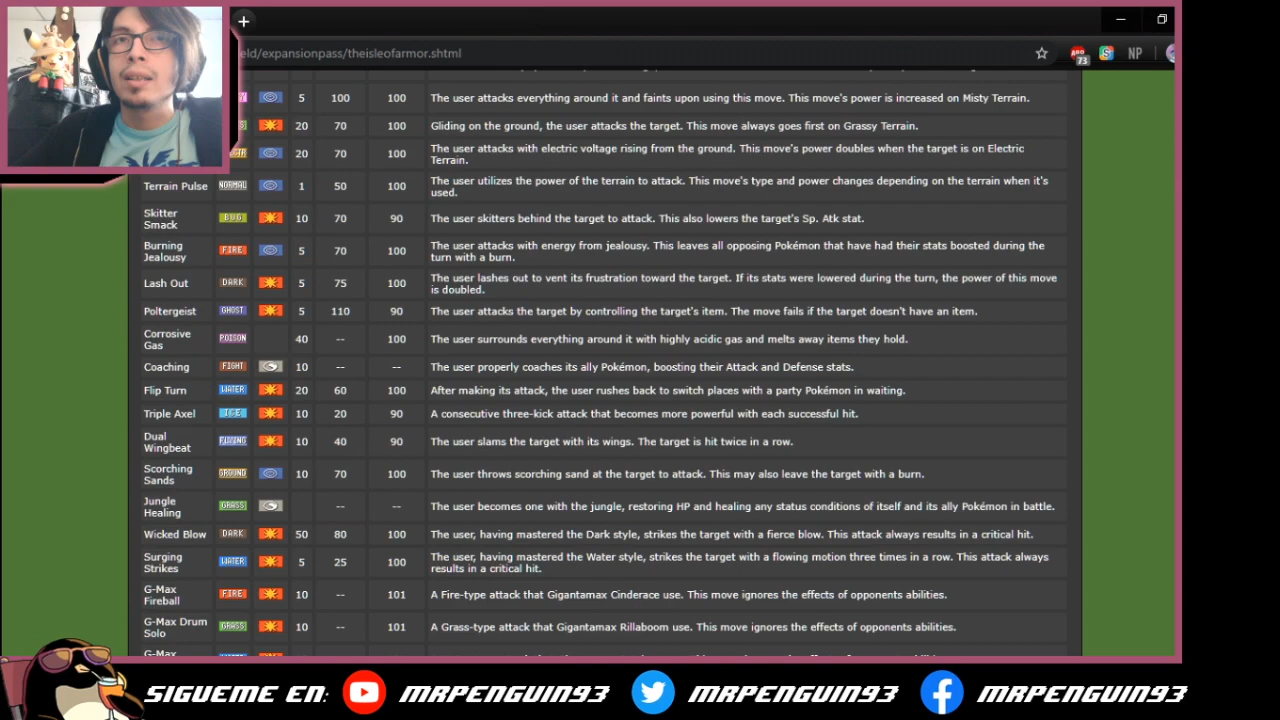 eld/expansionpass/theisleofarmor.shtml
ABP
73
NP
5 100 100 The user attacks everything around it and faints upon using this move. This move's power is increased on Misty Terrain.
20 70 100 Gliding on the ground, the user attacks the target. This move always goes first on Grassy Terrain.
20 70 100 The user attacks with electric voltage rising from the ground. This move's power doubles when the target is on Electric
Terrain.
Terrain Pulse NORMAL 1 50 100 The user utilizes the power of the terrain to attack. This move's type and power changes depending on the terrain when it's
used.
Skitter
Smack BUG 10 70 90 The user skitters behind the target to attack. This also lowers the target's Sp. Atk stat.
Burning
Jealousy FIRE 5 70 100 The user attacks with energy from jealousy. This leaves all opposing Pokémon that have had their stats boosted during the
turn with a burn.
Lash Out DARK 5 75 100 The user lashes out to vent its frustration toward the target. If its stats were lowered during the turn, the power of this move
is doubled.
Poltergeist GHOST 5 110 90 The user attacks the target by controlling the target's item. The move fails if the target doesn't have an item.
Corrosive
Gas POISON 40 -- 100 The user surrounds everything around it with highly acidic gas and melts away items they hold.
Coaching FIGHT 10 -- -- The user properly coaches its ally Pokémon, boosting their Attack and Defense stats.
Flip Turn WATER 20 60 100 After making its attack, the user rushes back to switch places with a party Pokémon in waiting.
Triple Axel ICE 10 20 90 A consecutive three-kick attack that becomes more powerful with each successful hit.
Dual
Wingbeat FLYING 10 40 90 The user slams the target with its wings. The target is hit twice in a row.
Scorching
Sands GROUND 10 70 100 The user throws scorching sand at the target to attack. This may also leave the target with a burn.
Jungle
Healing GRASS -- -- The user becomes one with the jungle, restoring HP and healing any status conditions of itself and its ally Pokémon in battle.
Wicked Blow DARK 50 80 100 The user, having mastered the Dark style, strikes the target with a fierce blow. This attack always results in a critical hit.
Surging
Strikes WATER 5 25 100 The user, having mastered the Water style, strikes the target with a flowing motion three times in a row. This attack always
results in a critical hit.
G-Max
Fireball FIRE 10 -- 101 A Fire-type attack that Gigantamax Cinderace use. This move ignores the effects of opponents abilities.
G-Max Drum
Solo GRASS 10 -- 101 A Grass-type attack that Gigantamax Rillaboom use. This move ignores the effects of opponents abilities.
G-Max
SIGUEME EN: MRPENGUIN93 MRPENGUIN93 MRPENGUIN93